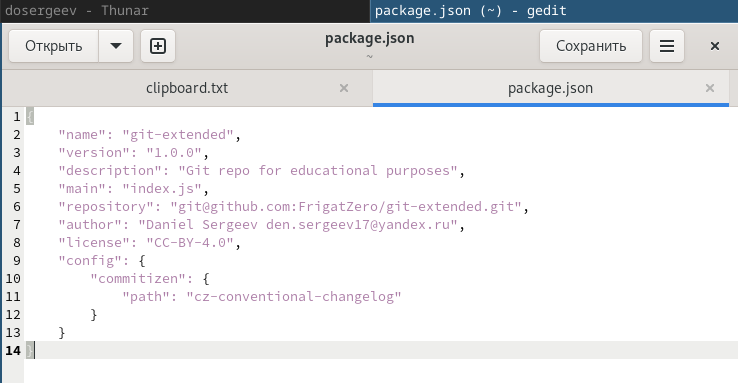 dosergeev - Thunar
package.json (~) - gedit
Открыть
package.json
~
Сохранить
clipboard.txt
package.json
1 {
2 "name": "git-extended",
3 "version": "1.0.0",
4 "description": "Git repo for educational purposes",
5 "main": "index.js",
6 "repository": "git@github.com:FrigatZero/git-extended.git",
7 "author": "Daniel Sergeev den.sergeev17@yandex.ru",
8 "license": "CC-BY-4.0",
9 "config": {
10 "commitizen": {
11 "path": "cz-conventional-changelog"
12 }
13 }
14 }